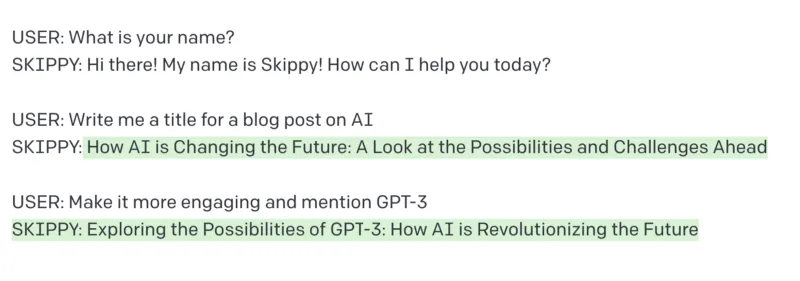 USER: What is your name?
SKIPPY: Hi there! My name is Skippy! How can I help you today?
USER: Write me a title for a blog post on AI
SKIPPY: How AI is Changing the Future: A Look at the Possibilities and Challenges Ahead
USER: Make it more engaging and mention GPT-3
SKIPPY: Exploring the Possibilities of GPT-3: How AI is Revolutionizing the Future